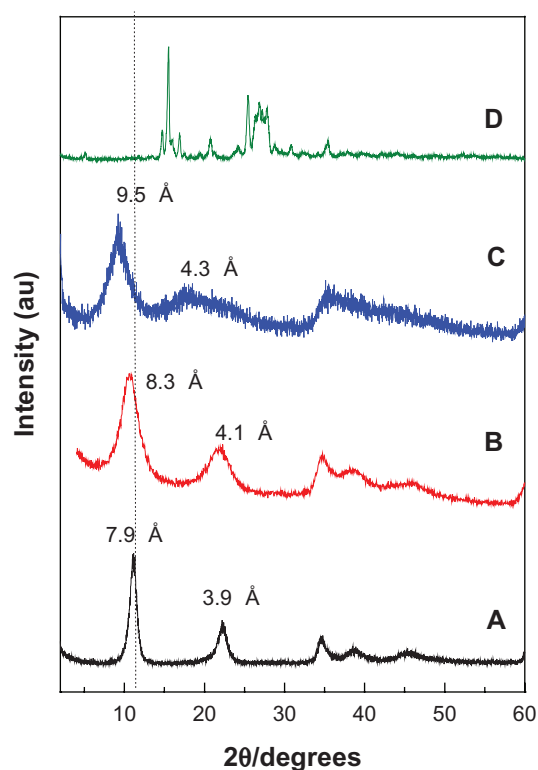 D
9.5 Å
C
4.3 Å
8.3 Å
B
4.1 Å
7.9 Å
3.9 Å
A
Intensity (au)
10 20 30 40 50 60
2θ/degrees